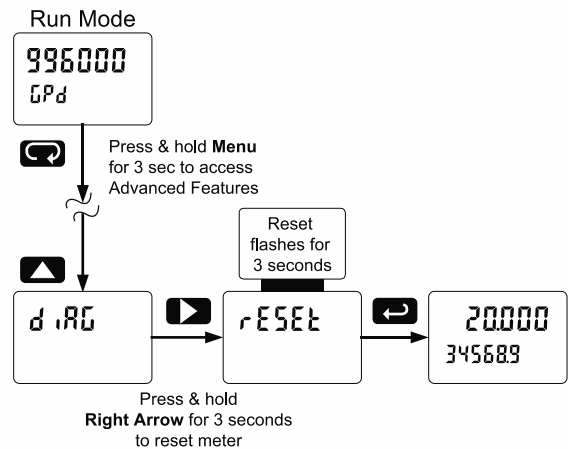 Run Mode
996000
GPd
Press & hold Menu
for 3 sec to access
Advanced Features
Reset
flashes for
3 seconds
d iAG
rESEt
20.000
34568.9
Press & hold
Right Arrow for 3 seconds
to reset meter